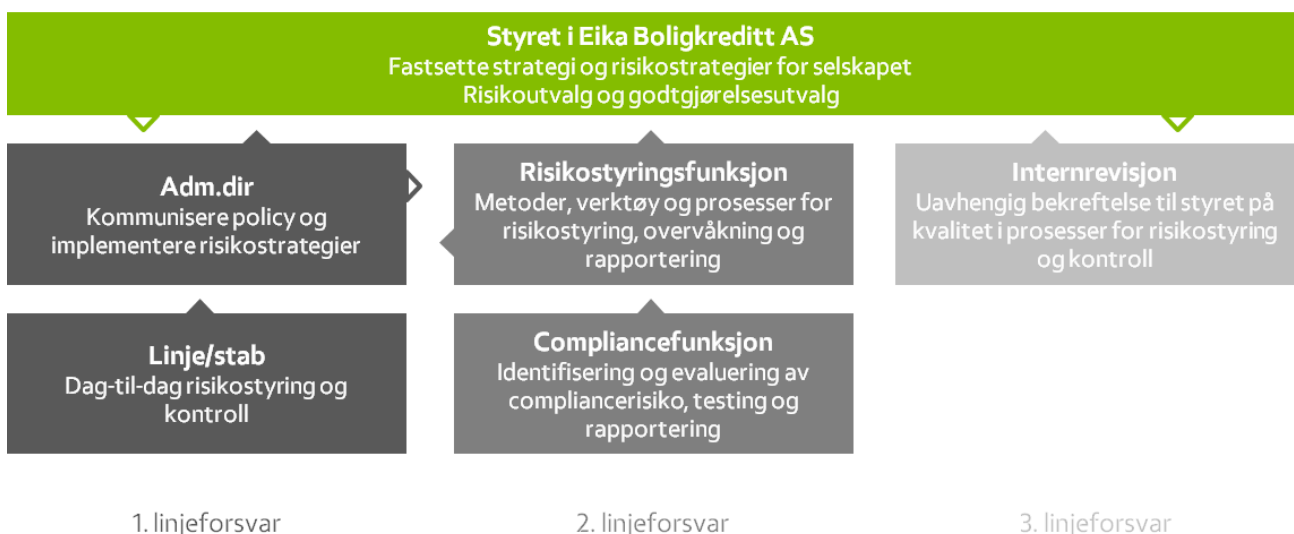 Styret i Eika Boligkreditt AS
Fastsette strategi og risikostrategier for selskapet
Risikoutvalg og godtgjørelsesutvalg
Adm.dir
Kommunisere policy og
implementere risikostrategier
Risikostyringsfunksjon
Metoder, verktøy og prosesser for
risikostyring, overvåkning og
rapportering
Internrevisjon
Uavhengig bekreftelse til styret på
kvalitet i prosesser for risikostyring
og kontroll
Linje/stab
Dag-til-dag risikostyring og
kontroll
Compliancefunksjon
Identifisering og evaluering av
compliancerisiko, testing og
rapportering
1. linjeforsvar
2. linjeforsvar
3. linjeforsvar